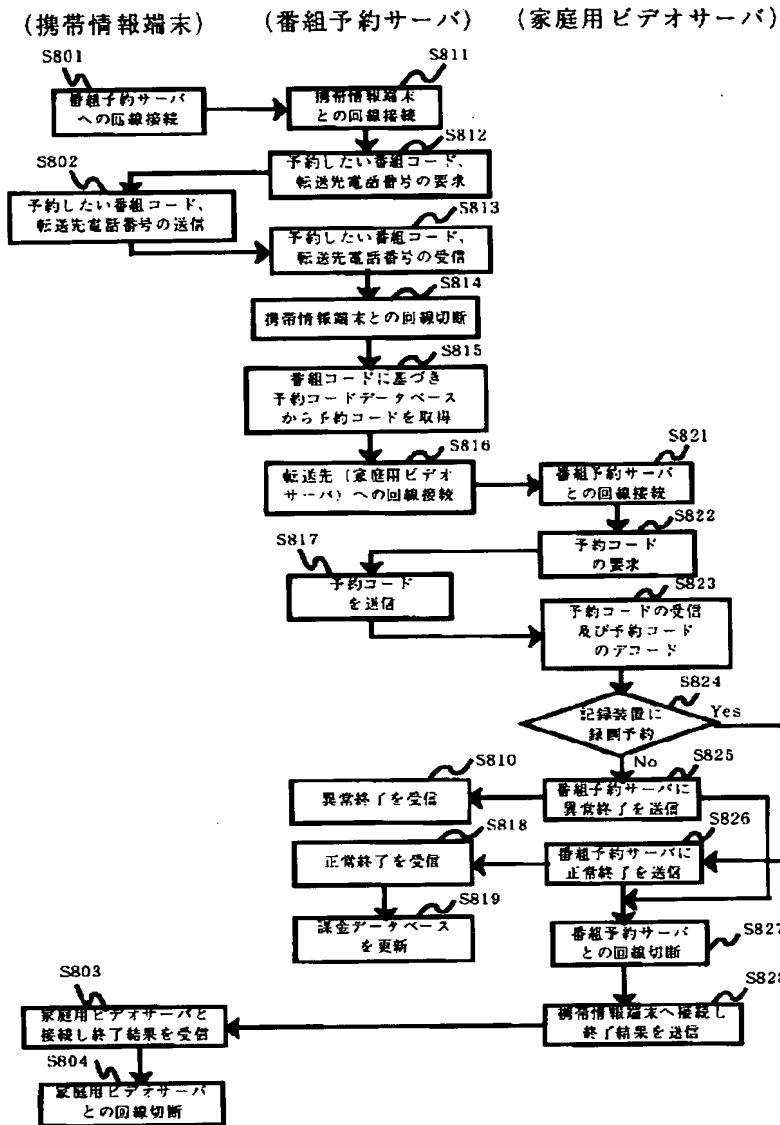 (携帯情報端末) (番組予約サーバ) (家庭用ビデオサーバ)
S801
番組予約サーバ
への回線接続
S811
携帯情報端末
との回線接続
S812
予約したい番組コード、
転送先電話番号の要求
S802
予約したい番組コード、
転送先電話番号の送信
S813
予約したい番組コード、
転送先電話番号の受信
S814
携帯情報端末との回線切断
S815
番組コードに基づき
予約コードデータベース
から予約コードを取得
S816
転送先(家庭用ビデオ
サーバ)への回線接続
S821
番組予約サーバ
との回線接続
S822
予約コード
の要求
S817
予約コード
を送信
S823
予約コードの受信
及び予約コード
のデコード
S824
記録装置に
録画予約
Yes
No
S825
番組予約サーバに
異常終了を送信
S810
異常終了を受信
S826
番組予約サーバに
正常終了を送信
S818
正常終了を受信
S819
課金データベース
を更新
S827
番組予約サーバ
との回線切断
S828
携帯情報端末へ接続し
終了結果を送信
S803
家庭用ビデオサーバと
接続し終了結果を受信
S804
家庭用ビデオサーバ
との回線切断